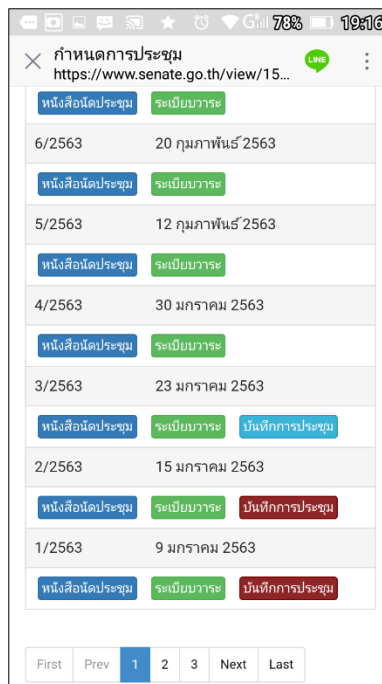 78% 19:16
กำหนดการประชุม
https://www.senate.go.th/view/15...
LINE
หนังสือนัดประชุม ระเบียบวาระ
6/2563 20 กุมภาพันธ์ 2563
หนังสือนัดประชุม ระเบียบวาระ
5/2563 12 กุมภาพันธ์ 2563
หนังสือนัดประชุม ระเบียบวาระ
4/2563 30 มกราคม 2563
หนังสือนัดประชุม ระเบียบวาระ
3/2563 23 มกราคม 2563
หนังสือนัดประชุม ระเบียบวาระ บันทึกการประชุม
2/2563 15 มกราคม 2563
หนังสือนัดประชุม ระเบียบวาระ บันทึกการประชุม
1/2563 9 มกราคม 2563
หนังสือนัดประชุม ระเบียบวาระ บันทึกการประชุม
First Prev 1 2 3 Next Last